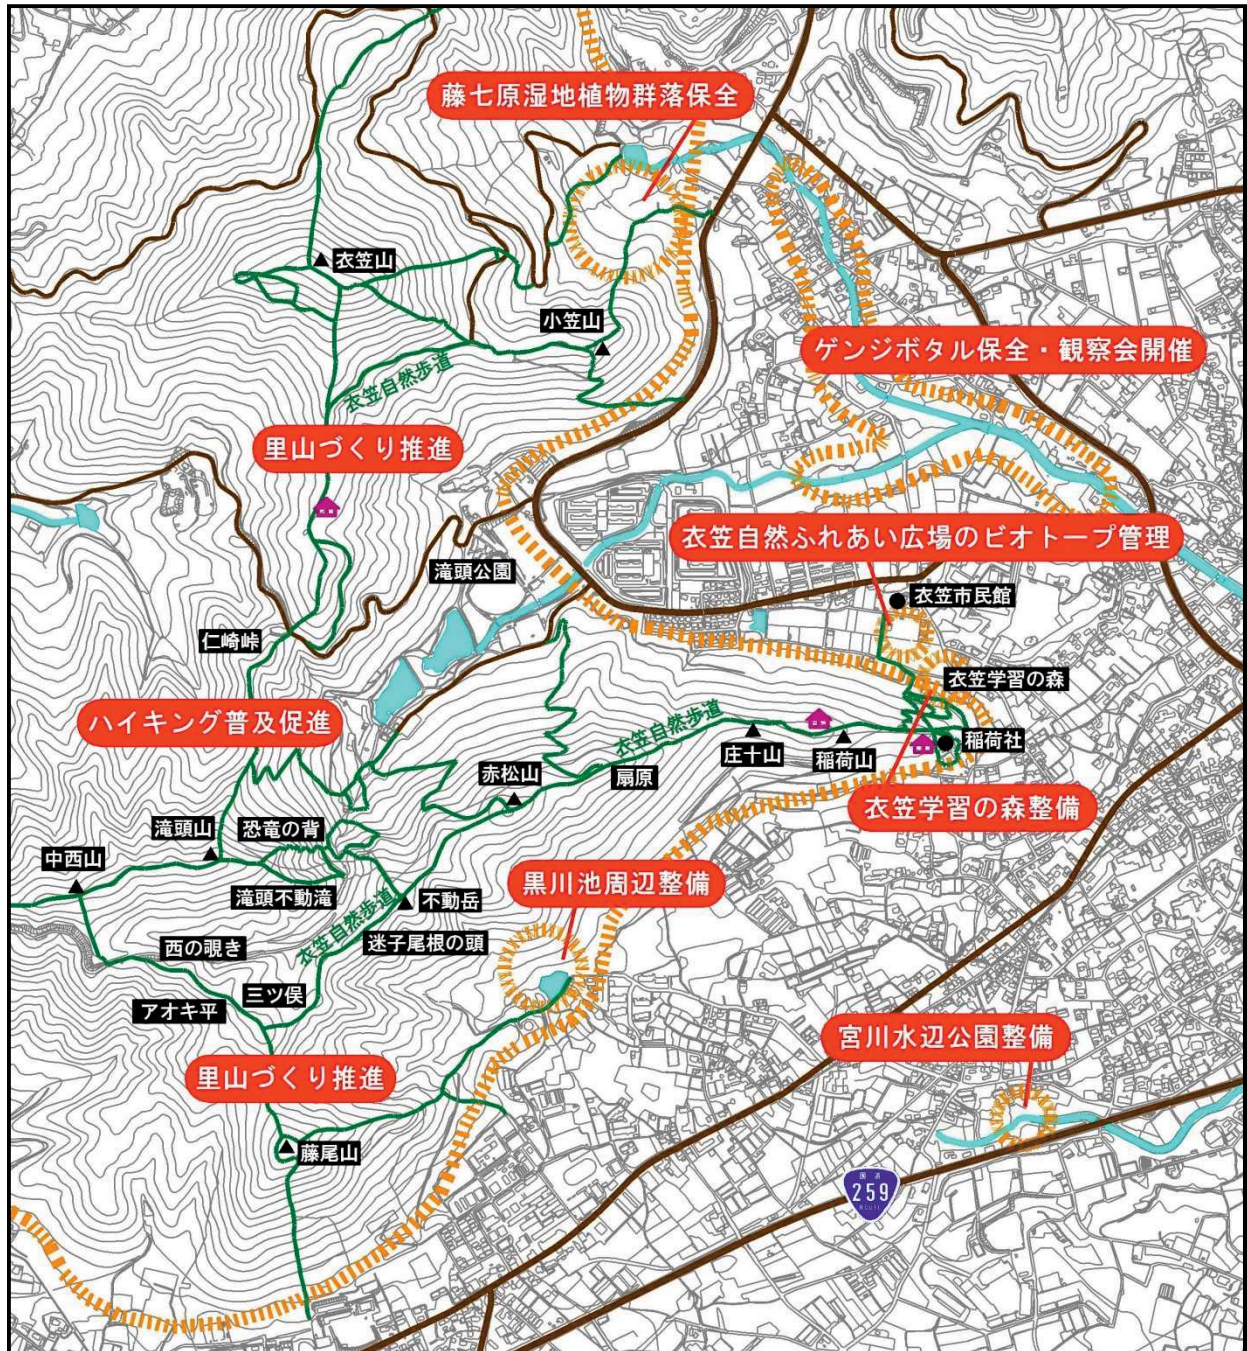 藤七原湿地植物群落保全
衣笠山
小笠山
ゲンジボタル保全・観察会開催
衣笠自然歩道
里山づくり推進
衣笠自然ふれあい広場のビオトープ管理
滝頭公園
衣笠市民館
仁崎峠
衣笠学習の森
ハイキング普及促進
衣笠自然歩道
稲荷社
庄十山
稲荷山
扇原
赤松山
衣笠学習の森整備
滝頭山
恐竜の背
中西山
黒川池周辺整備
滝頭不動滝
不動岳
衣笠自然歩道
迷子尾根の頭
西の覗き
三ツ俣
アオキ平
宮川水辺公園整備
里山づくり推進
藤尾山
国道
259
ROUTE